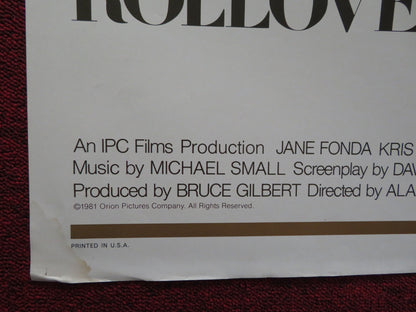 ROLLOVE
An IPC Films Production JANE FONDA KRIS
Music by MICHAEL SMALL Screenplay by DAV
Produced by BRUCE GILBERT Directed by ALA
©1981 Orion Pictures Company. All Rights Reserved.
PRINTED IN U.S.A.